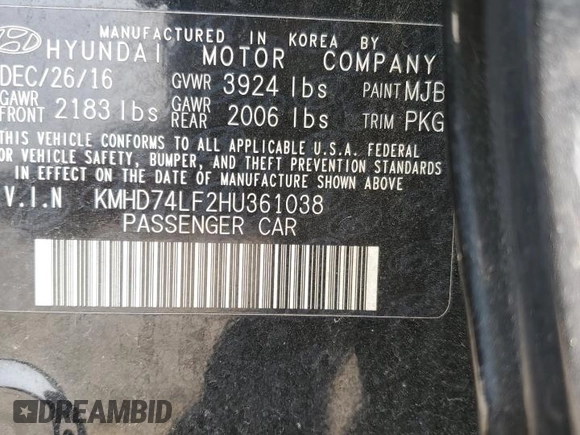 MANUFACTURED IN KOREA BY
HYUNDAI MOTOR COMPANY
DEC/26/16 GVWR 3924 lbs PAINT MJB
GAWR FRONT 2183 lbs GAWR REAR 2006 lbs TRIM PKG
THIS VEHICLE CONFORMS TO ALL APPLICABLE U.S.A. FEDERAL
MOTOR VEHICLE SAFETY, BUMPER, AND THEFT PREVENTION STANDARDS
IN EFFECT ON THE DATE OF MANUFACTURE SHOWN ABOVE
V.I.N KMHD74LF2HU361038
PASSENGER CAR
DREAMBID